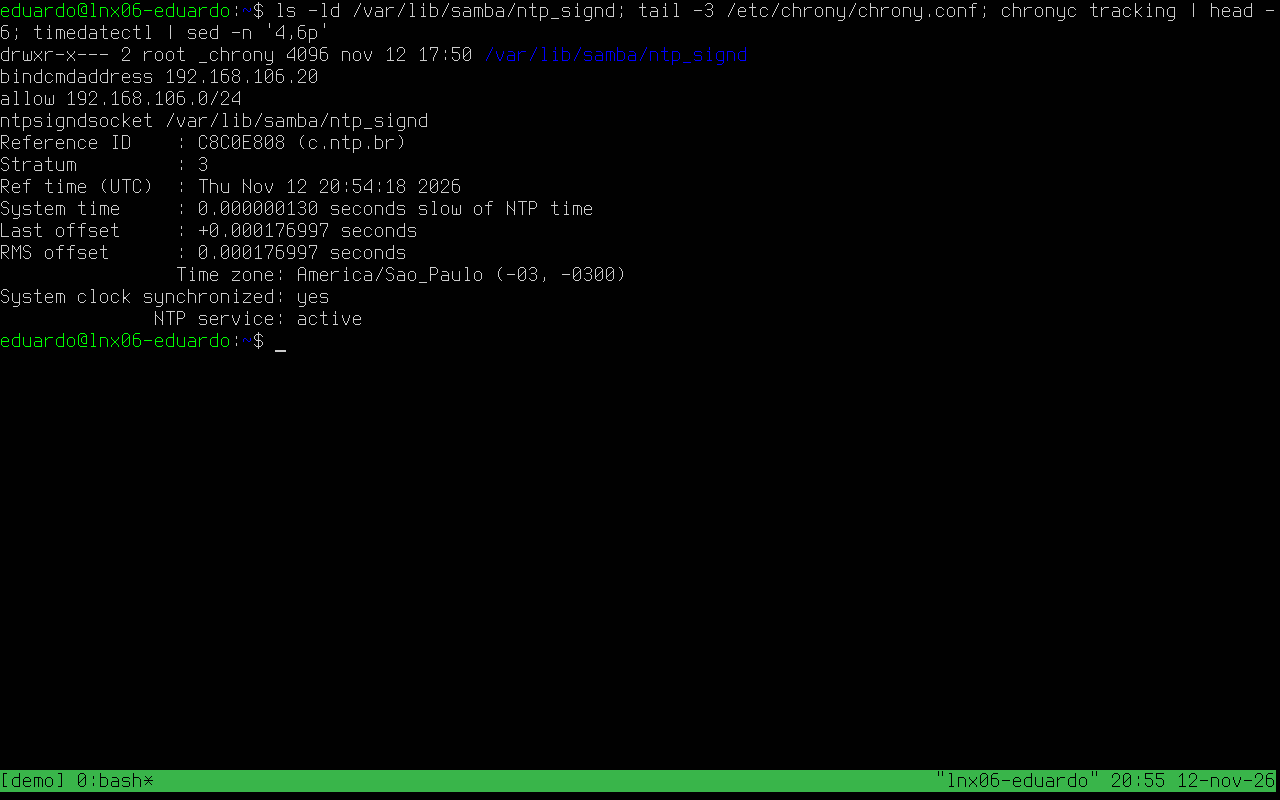 eduardo@lnx06-eduardo:~$ ls -ld /var/lib/samba/ntp_signd; tail -3 /etc/chrony/chrony.conf; chronyc tracking | head -
6; timedatectl | sed -n '4,6p'
drwxr-x--- 2 root _chrony 4096 nov 12 17:50 /var/lib/samba/ntp_signd
bindcmdaddress 192.168.106.20
allow 192.168.106.0/24
ntpsigndsocket /var/lib/samba/ntp_signd
Reference ID    : C8C0E808 (c.ntp.br)
Stratum         : 3
Ref time (UTC)  : Thu Nov 12 20:54:18 2026
System time     : 0.000000130 seconds slow of NTP time
Last offset     : +0.000176997 seconds
RMS offset      : 0.000176997 seconds
                Time zone: America/Sao_Paulo (-03, -0300)
System clock synchronized: yes
              NTP service: active
eduardo@lnx06-eduardo:~$ _
[demo] 0:bash* "lnx06-eduardo" 20:55 12-nov-26